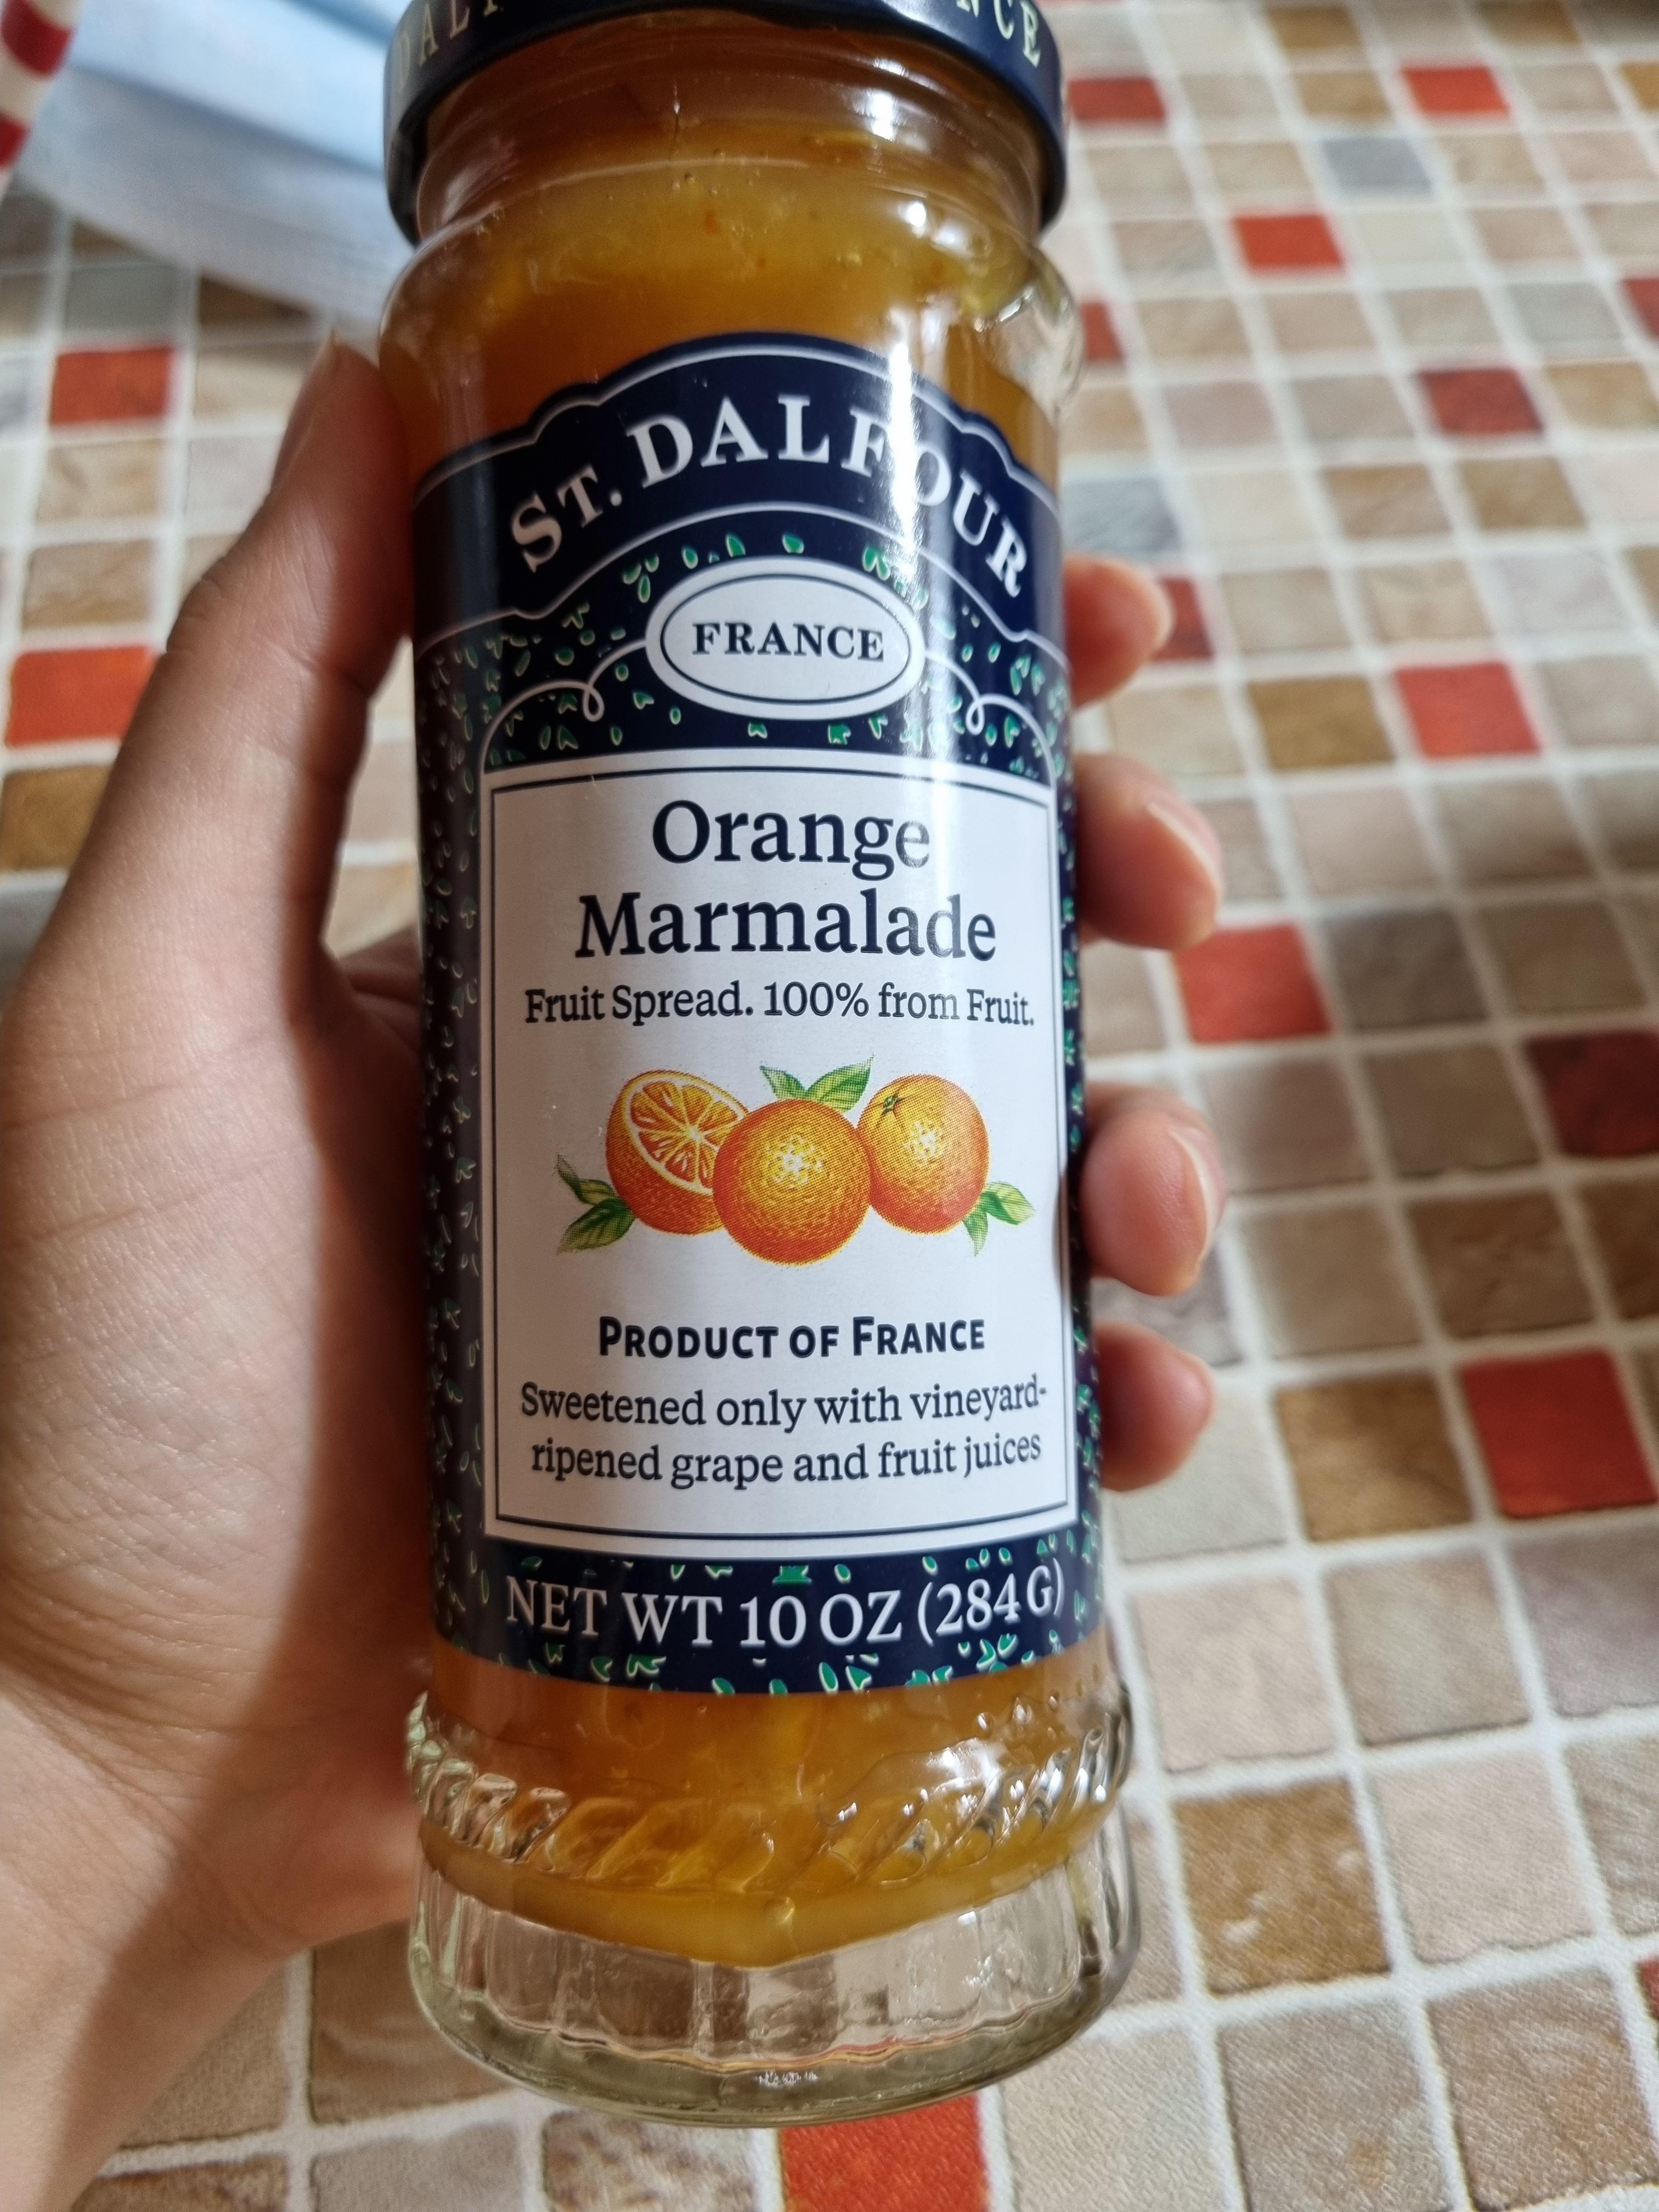 ST. DALFOUR
FRANCE
Orange
Marmalade
Fruit Spread. 100% from Fruit.
PRODUCT OF FRANCE
Sweetened only with vineyard-
ripened grape and fruit juices
NET WT 10 OZ (284 G)